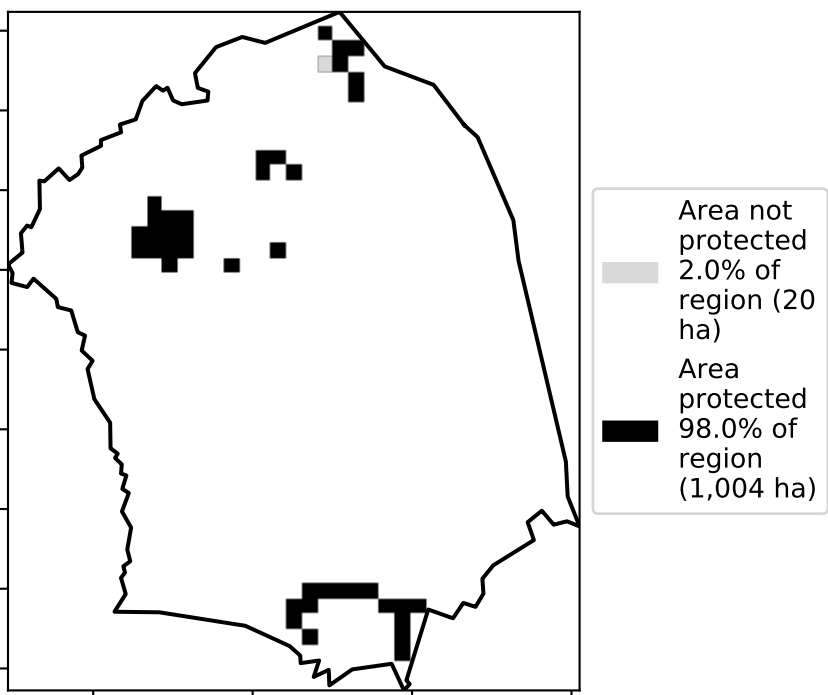 Area not
protected
2.0% of
region (20
ha)
Area
protected
98.0% of
region
(1,004 ha)